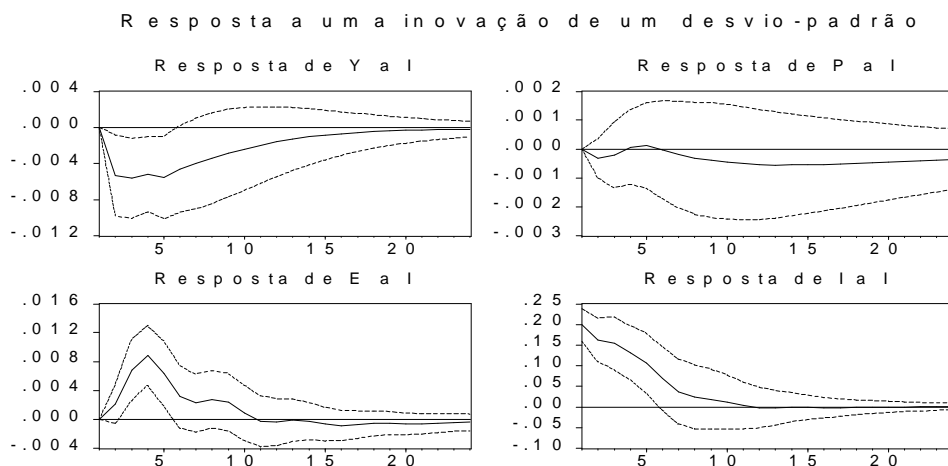 Resposta a uma inovação de um desvio-padrão
Resposta de Y a I
.004
.000
-.004
-.008
-.012
5 10 15 20
Resposta de P a I
.002
.001
.000
-.001
-.002
-.003
5 10 15 20
Resposta de E a I
.016
.012
.008
.004
.000
-.004
5 10 15 20
Resposta de I a I
.25
.20
.15
.10
.05
.00
-.05
-.10
5 10 15 20